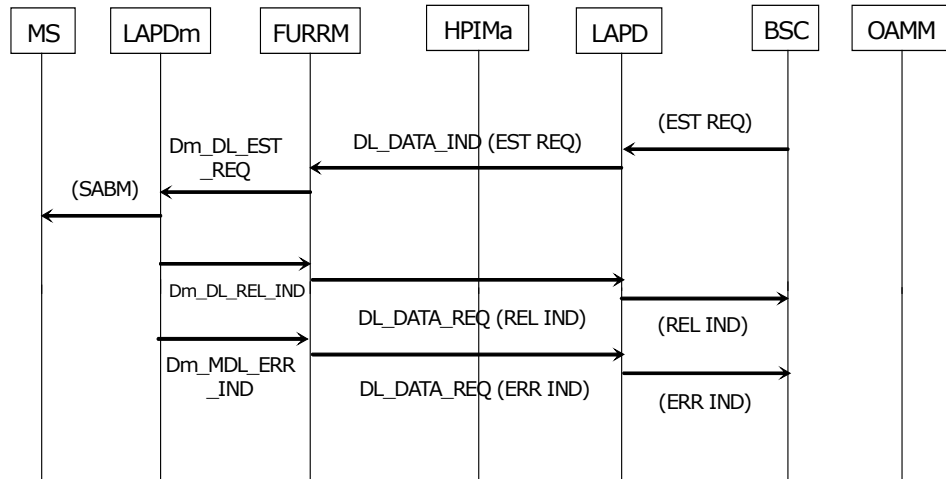 MS LAPDm FURRM HPIMa LAPD BSC OAMM
(EST REQ)
DL_DATA_IND (EST REQ)
Dm_DL_EST
_REQ
(SABM)
Dm_DL_REL_IND
DL_DATA_REQ (REL IND)
(REL IND)
Dm_MDL_ERR
_IND
DL_DATA_REQ (ERR IND)
(ERR IND)